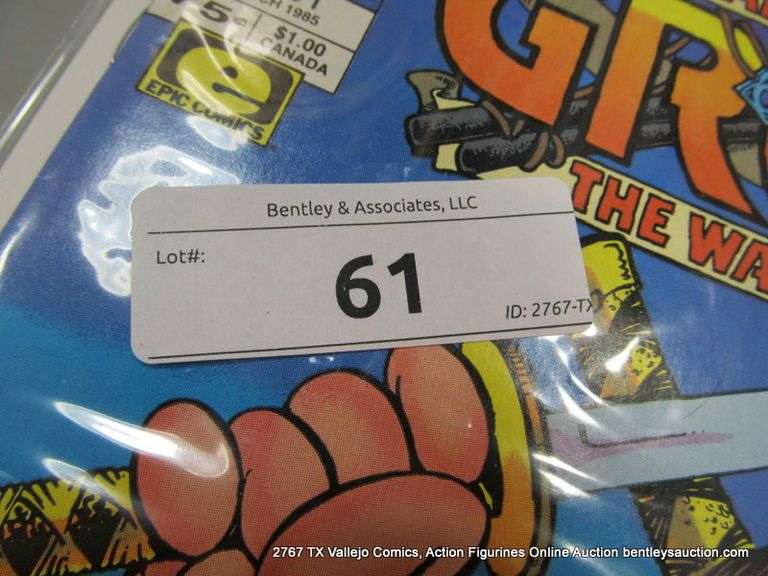 75¢
CH 1985
$1.00
CANADA
e
EPIC COMICS
GR
THE WA
Bentley & Associates, LLC
Lot#:
61
ID: 2767-TX
2767 TX Vallejo Comics, Action Figurines Online Auction bentleysauction.com